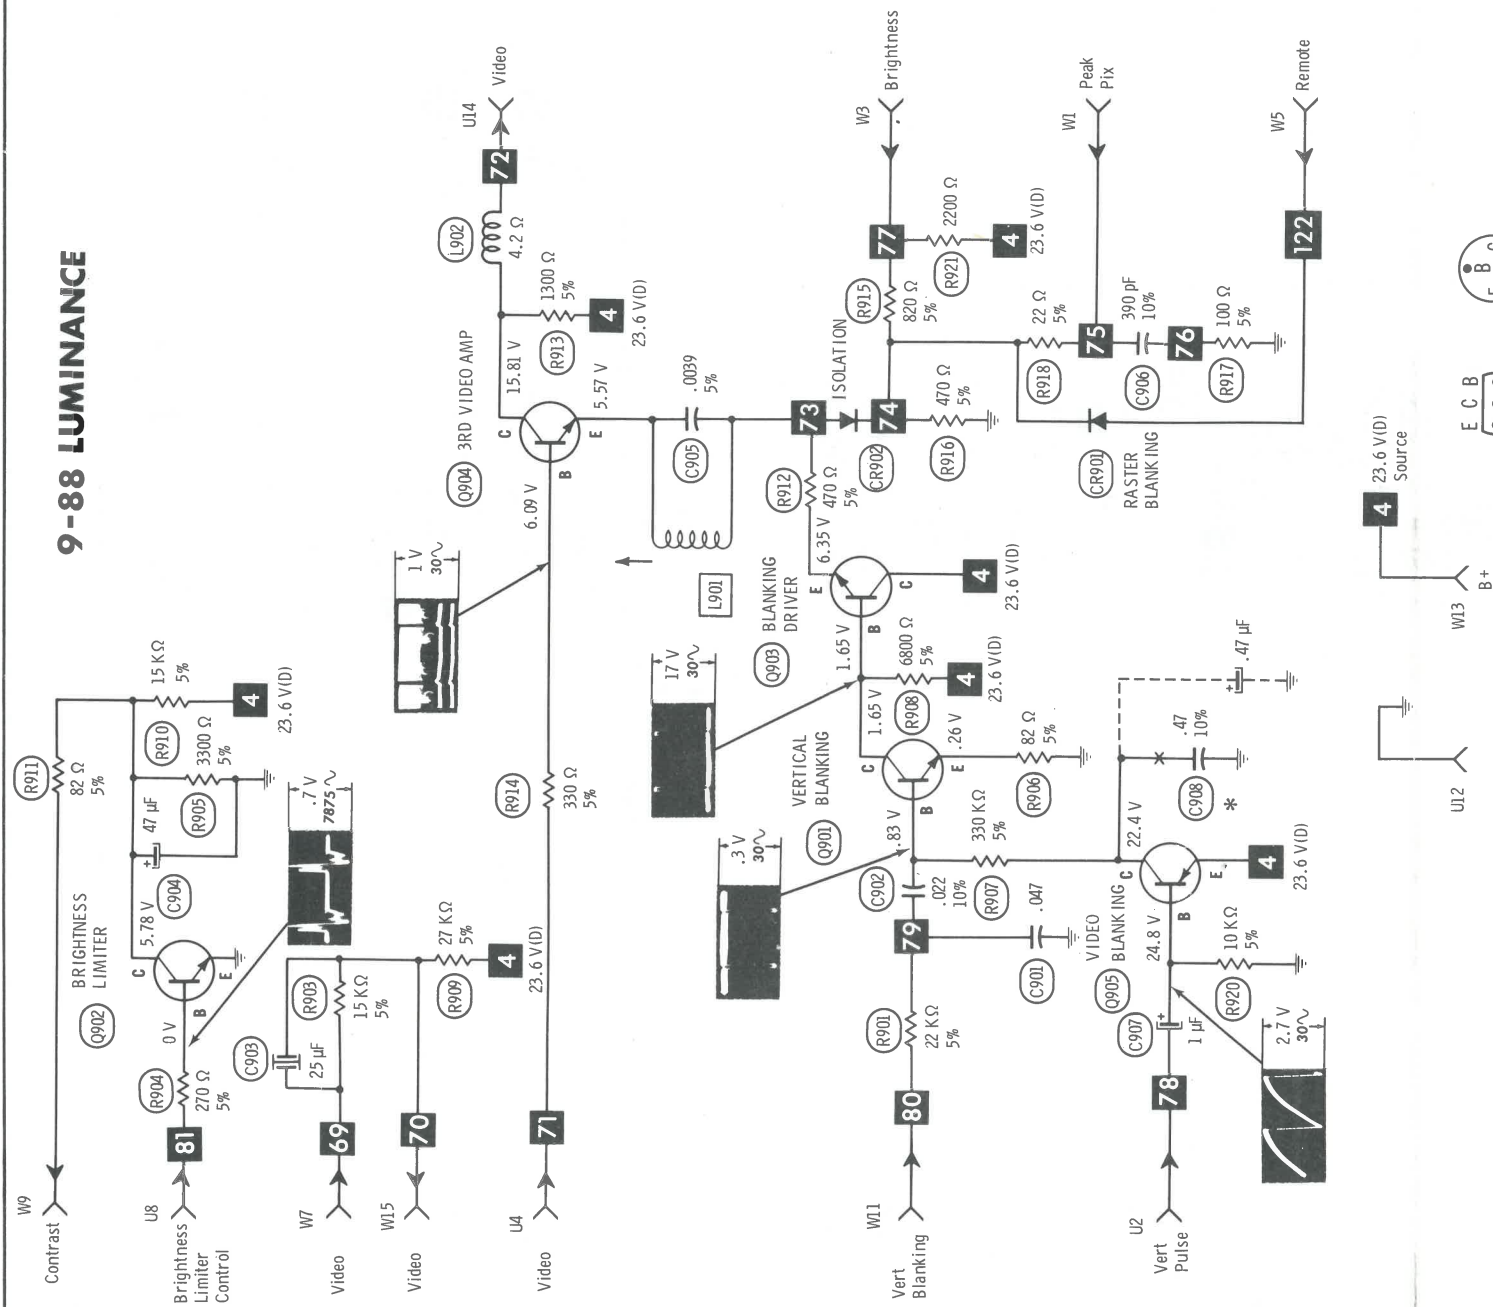 9-88 LUMINANCE
W9
Contrast
R911
82 Ω
5%
15 KΩ
5%
R910
4
23.6 V(D)
3300 Ω
5%
R905
47 µF
+
C904
BRIGHTNESS
LIMITER
Q902
5.78 V
C
E
B
0 V
R904
270 Ω
5%
81
U8
Brightness
Limiter
Control
.7 V
7875~
C903
25 µF
R903
15 KΩ
5%
R909
27 KΩ
5%
4
23.6 V(D)
69
W7
Video
70
W15
Video
71
U4
Video
R914
330 Ω
5%
1 V
30~
6.09 V
Q904
3RD VIDEO AMP
C
B
E
15.81 V
5.57 V
L902
4.2 Ω
72
U14
Video
1300 Ω
5%
R913
4
23.6 V(D)
L901
C905
.0039
5%
73
ISOLATION
CR902
74
R912
470 Ω
5%
R916
470 Ω
5%
R915
820 Ω
5%
77
W3
Brightness
R921
2200 Ω
4
23.6 V(D)
R918
22 Ω
5%
75
W1
Peak
Pix
C906
390 pF
10%
76
R917
100 Ω
5%
CR901
RASTER
BLANKING
122
W5
Remote
Q903
BLANKING
DRIVER
6.35 V
E
B
C
4
23.6 V(D)
1.65 V
1.65 V
17 V
30~
R908
6800 Ω
5%
4
23.6 V(D)
VERTICAL
BLANKING
Q901
C
B
E
.26 V
.83 V
R906
82 Ω
5%
.3 V
30~
C902
.022
10%
R907
330 KΩ
5%
79
C901
.047
R901
22 KΩ
5%
80
W11
Vert
Blanking
VIDEO
BLANKING
Q905
22.4 V
C
B
E
4
23.6 V(D)
24.8 V
C907
+
1 µF
R920
10 KΩ
5%
78
U2
Vert
Pulse
2.7 V
30~
C908
*
.47
10%
+
.47 µF
4
23.6 V(D)
Source
W13
B+
U12
E C B
E B